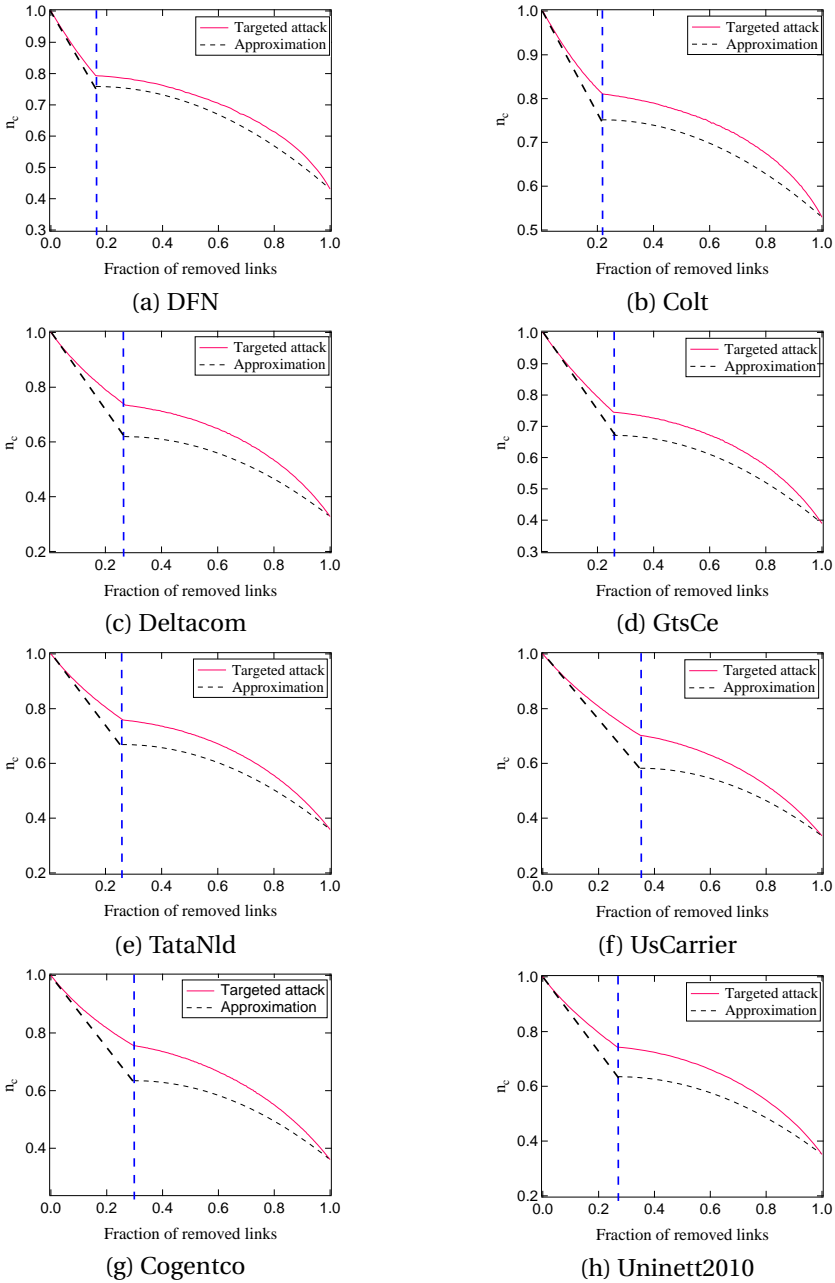 1.0
0.9
0.8
0.7
0.6
0.5
0.4
0.3
n_c
Targeted attack
Approximation
0.0 0.2 0.4 0.6 0.8 1.0
Fraction of removed links
(a) DFN
1.0
0.9
0.8
0.7
0.6
0.5
n_c
Targeted attack
Approximation
0.0 0.2 0.4 0.6 0.8 1.0
Fraction of removed links
(b) Colt
1.0
0.8
0.6
0.4
0.2
n_c
Targeted attack
Approximation
0.0 0.2 0.4 0.6 0.8 1.0
Fraction of removed links
(c) Deltacom
1.0
0.9
0.8
0.7
0.6
0.5
0.4
0.3
n_c
Targeted attack
Approximation
0.0 0.2 0.4 0.6 0.8 1.0
Fraction of removed links
(d) GtsCe
1.0
0.8
0.6
0.4
0.2
n_c
Targeted attack
Approximation
0.0 0.2 0.4 0.6 0.8 1.0
Fraction of removed links
(e) TataNld
1.0
0.8
0.6
0.4
0.2
n_c
Targeted attack
Approximation
0.0 0.2 0.4 0.6 0.8 1.0
Fraction of removed links
(f) UsCarrier
1.0
0.8
0.6
0.4
n_c
Targeted attack
Approximation
0.0 0.2 0.4 0.6 0.8 1.0
Fraction of removed links
(g) Cogentco
1.0
0.8
0.6
0.4
0.2
n_c
Targeted attack
Approximation
0.0 0.2 0.4 0.6 0.8 1.0
Fraction of removed links
(h) Uninett2010